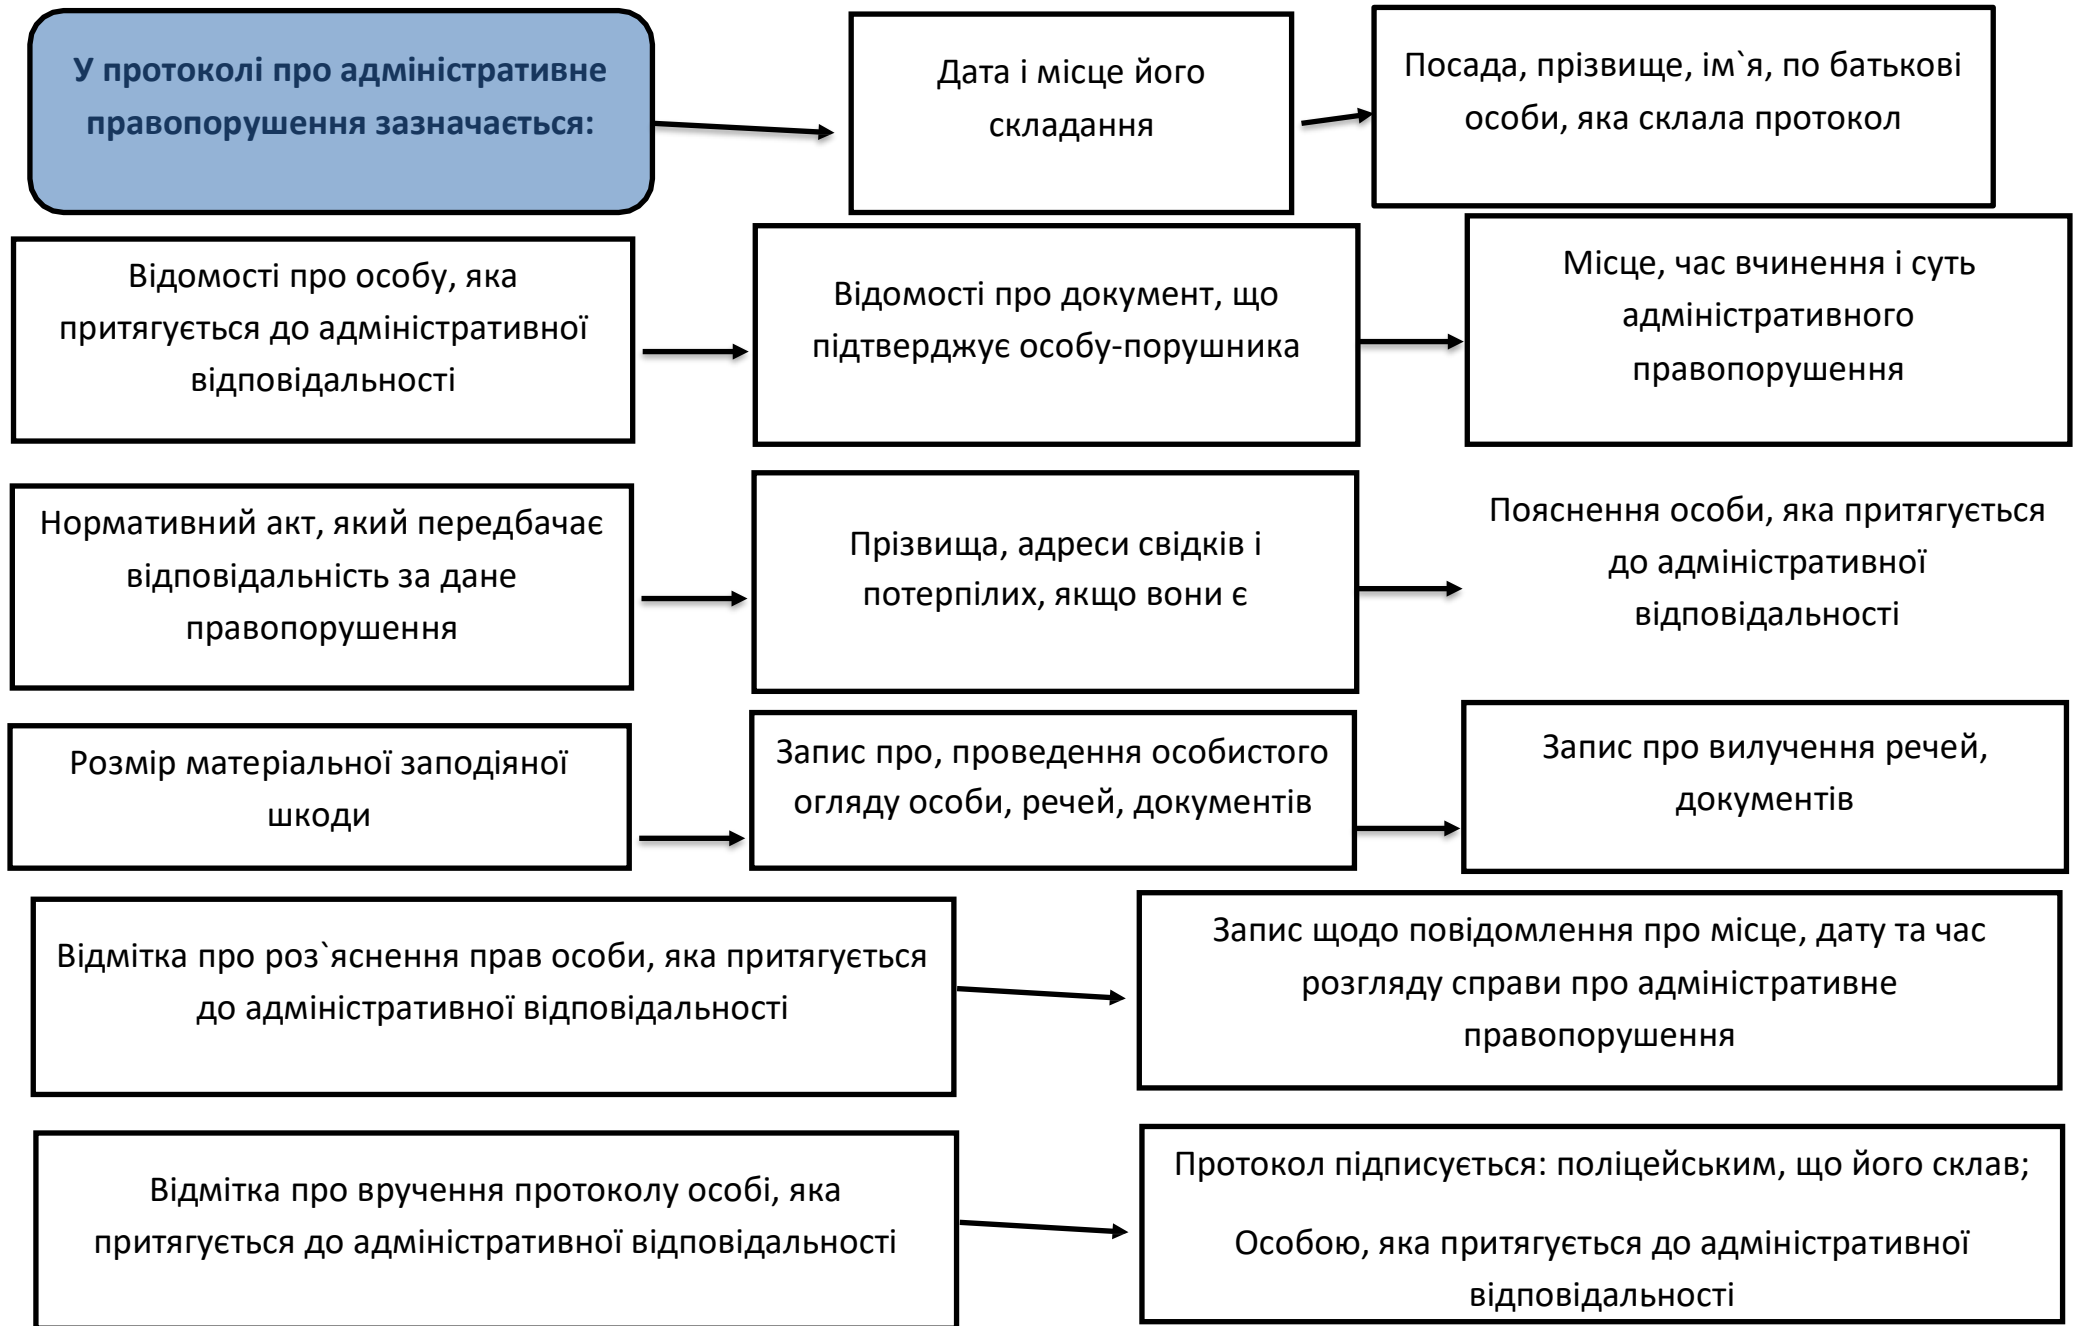 У протоколі про адміністративне
правопорушення зазначається:
Дата і місце його
складання
Посада, прізвище, ім`я, по батькові
особи, яка склала протокол
Відомості про особу, яка
притягується до адміністративної
відповідальності
Відомості про документ, що
підтверджує особу-порушника
Місце, час вчинення і суть
адміністративного
правопорушення
Нормативний акт, який передбачає
відповідальність за дане
правопорушення
Прізвища, адреси свідків і
потерпілих, якщо вони є
Пояснення особи, яка притягується
до адміністративної
відповідальності
Розмір матеріальної заподіяної
шкоди
Запис про, проведення особистого
огляду особи, речей, документів
Запис про вилучення речей,
документів
Відмітка про роз`яснення прав особи, яка притягується
до адміністративної відповідальності
Запис щодо повідомлення про місце, дату та час
розгляду справи про адміністративне
правопорушення
Відмітка про вручення протоколу особі, яка
притягується до адміністративної відповідальності
Протокол підписується: поліцейським, що його склав;
Особою, яка притягується до адміністративної
відповідальності